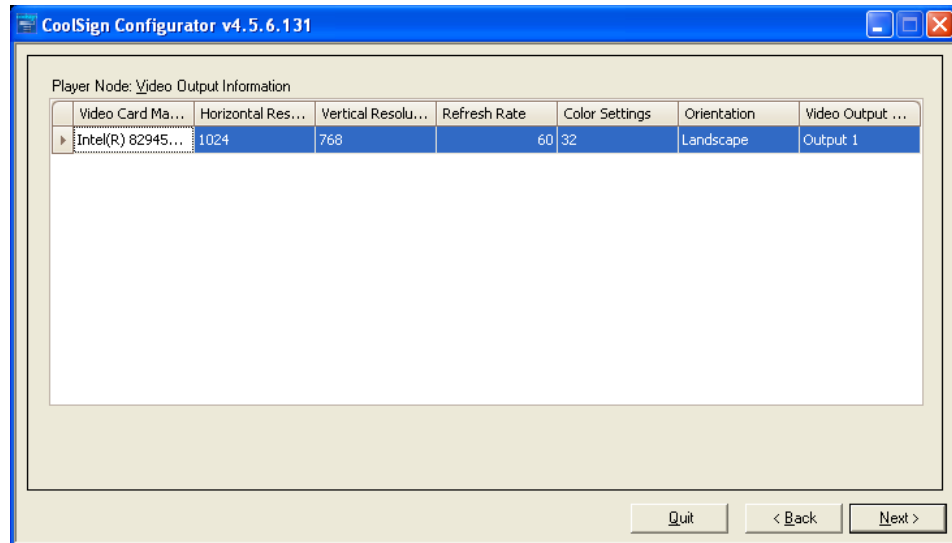 CoolSign Configurator v4.5.6.131
Player Node: Video Output Information
Video Card Ma... Horizontal Res... Vertical Resolu... Refresh Rate Color Settings Orientation Video Output ...
Intel(R) 82945... 1024 768 60 32 Landscape Output 1
Quit < Back Next >